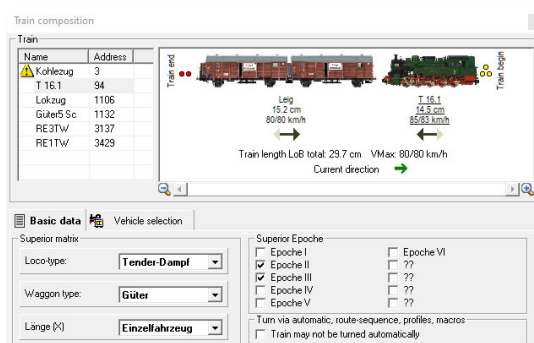 Train composition
Train
Name Address
Kohlezug 3
T 16.1 94
Lokzug 1106
Güter5 Sc 1132
RE3TW 3137
RE1TW 3429
Train end
Train begin
Leig T 16.1
15.2 cm 14.5 cm
80/80 km/h 85/83 km/h
Train length LoB total: 29.7 cm VMax: 80/80 km/h
Current direction
Basic data Vehicle selection
Superior matrix
Loco-type: Tender-Dampf
Waggon type: Güter
Länge (X) Einzelfahrzeug
Superior Epoche
Epoche I Epoche VI
Epoche II ??
Epoche III ??
Epoche IV ??
Epoche V ??
Turn via automatic, route-sequence, profiles, macros
Train may not be turned automatically